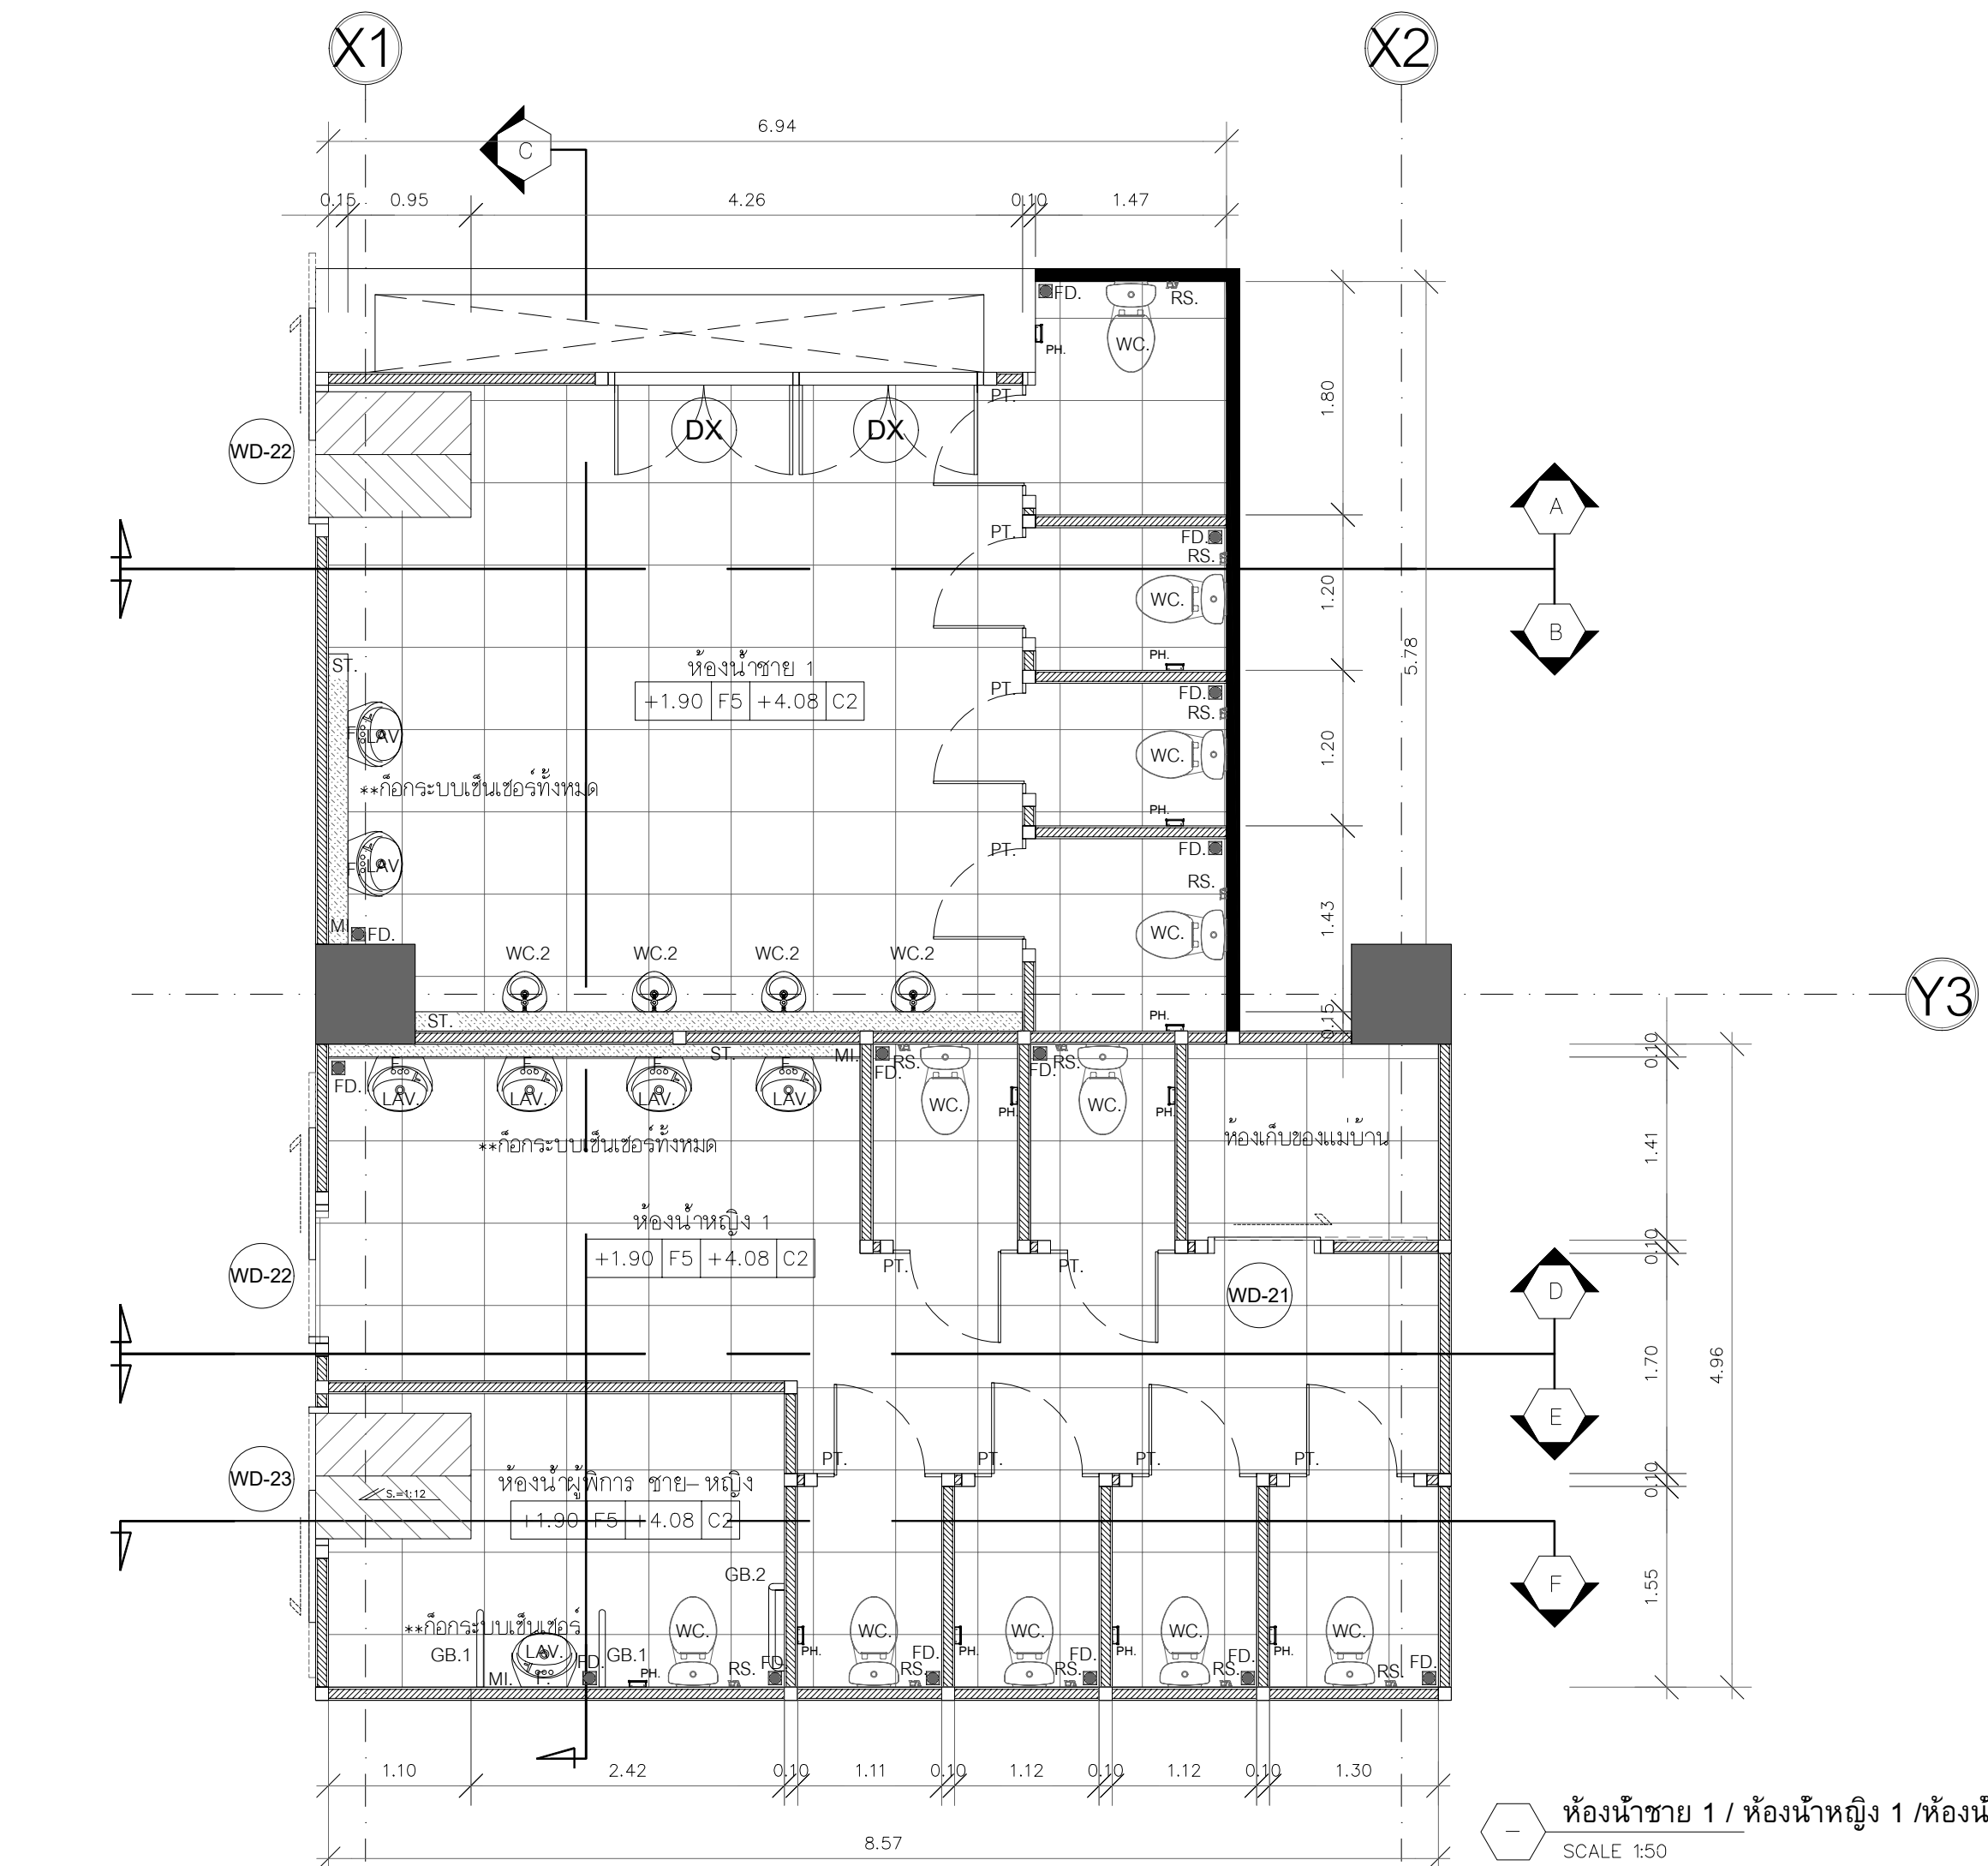 X1
X2
C
6.94
0.15
0.95
4.26
0.10
1.47
FD.
RS.
PH.
WC.
1.80
PT.
DX
DX
WD-22
A
PT.
FD.
RS.
WC.
1.20
B
5.78
PH.
ST.
ห้องน้ำชาย 1
+1.90 F5 +4.08 C2
PT.
FD.
RS.
LAV
WC.
1.20
**ก็อกระบบเซ็นเซอร์ทั้งหมด
PH.
PT.
FD.
LAV
RS.
1.43
MI.
FD.
WC.
WC.2
WC.2
WC.2
WC.2
Y3
ST.
PH.
0.15
0.10
F.
F.
F.
F.
ST.
MI.
RS.
RS.
FD.
FD.
FD.
LAV.
LAV.
LAV.
LAV.
WC.
PH.
WC.
PH.
**ก็อกระบบเซ็นเซอร์ทั้งหมด
ห้องเก็บของแม่บ้าน
1.41
ห้องน้ำหญิง 1
+1.90 F5 +4.08 C2
PT.
PT.
0.10
WD-22
WD-21
D
1.70
4.96
E
PT.
PT.
PT.
PT.
WD-23
ห้องน้ำผู้พิการ ชาย-หญิง
S.=1:12
+1.90 F5 +4.08 C2
0.10
GB.2
F
1.55
**ก็อกระบบเซ็นเซอร์
GB.1
LAV.
FD.
GB.1
WC.
WC.
WC.
WC.
WC.
PH.
PH.
PH.
PH.
MI.
F.
PH.
RS.
FD.
RS.
FD.
RS.
FD.
RS.
FD.
RS.
FD.
1.10
2.42
0.10
1.11
0.10
1.12
0.10
1.12
0.10
1.30
8.57
ห้องน้ำชาย 1 / ห้องน้ำหญิง 1 /ห้องน้
SCALE 1:50